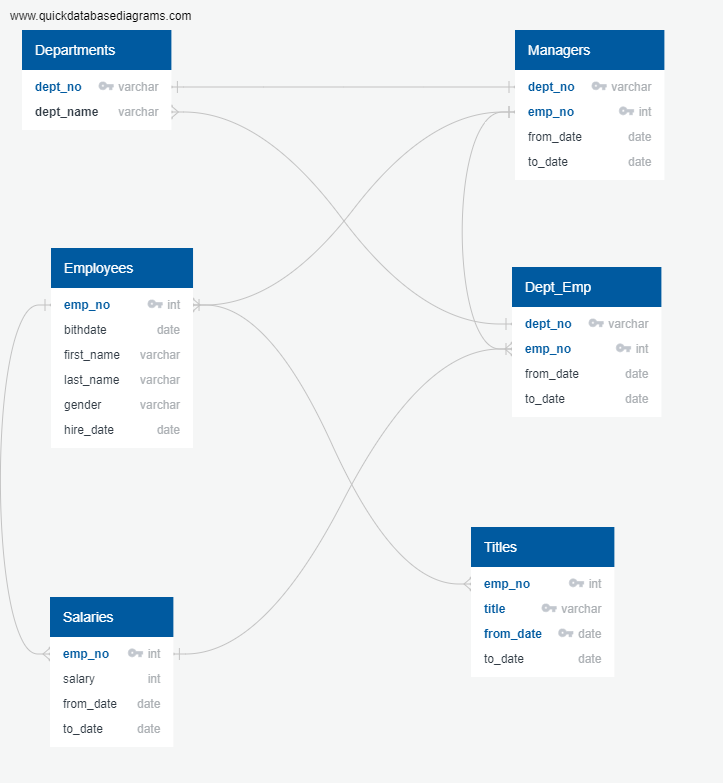 www.quickdatabasediagrams.com
Departments
dept_no varchar
dept_name varchar
Managers
dept_no varchar
emp_no int
from_date date
to_date date
Employees
emp_no int
bithdate date
first_name varchar
last_name varchar
gender varchar
hire_date date
Dept_Emp
dept_no varchar
emp_no int
from_date date
to_date date
Titles
emp_no int
title varchar
from_date date
to_date date
Salaries
emp_no int
salary int
from_date date
to_date date